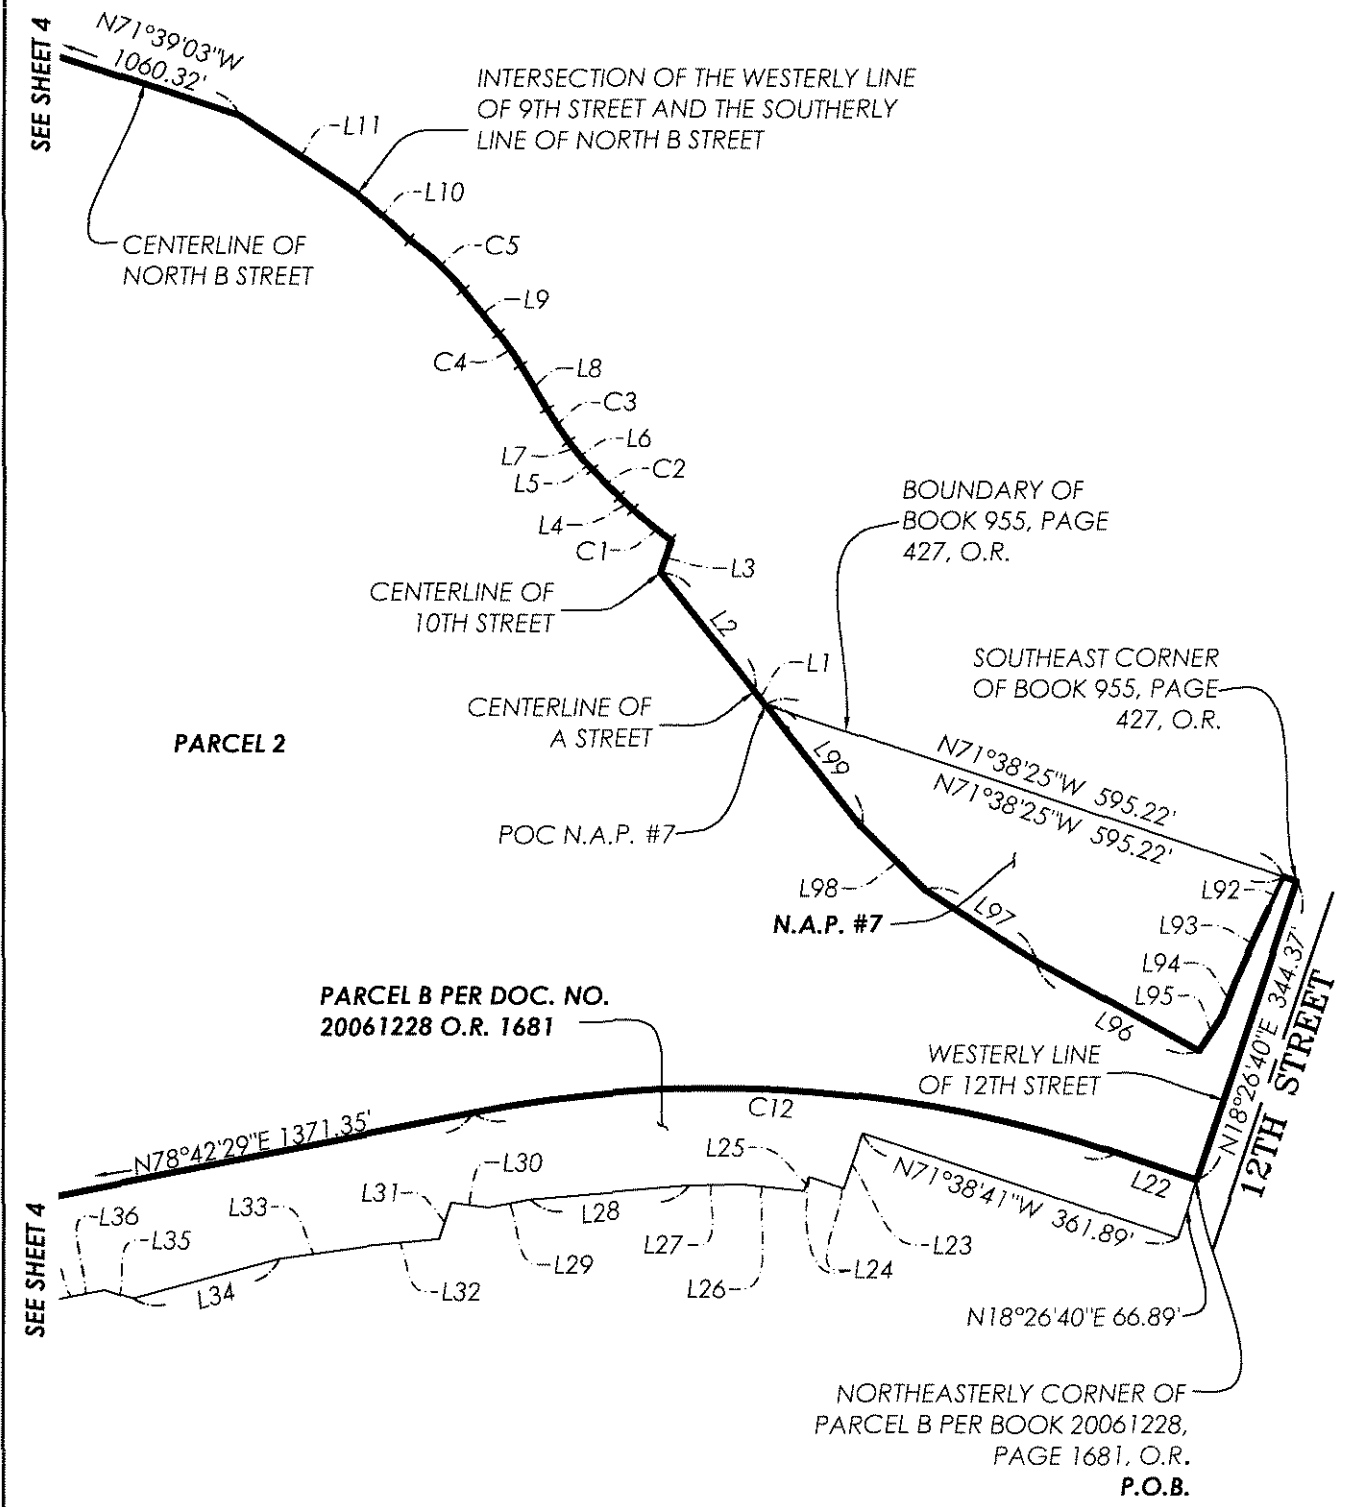 SEE SHEET 4
N71°39'03"W
1060.32'
INTERSECTION OF THE WESTERLY LINE
OF 9TH STREET AND THE SOUTHERLY
LINE OF NORTH B STREET
L11
L10
CENTERLINE OF
NORTH B STREET
C5
L9
C4
L8
C3
L6
L7
C2
L5
L4
C1
L3
BOUNDARY OF
BOOK 955, PAGE
427, O.R.
CENTERLINE OF
10TH STREET
L2
L1
SOUTHEAST CORNER
OF BOOK 955, PAGE
427, O.R.
CENTERLINE OF
A STREET
PARCEL 2
L99
N71°38'25"W 595.22'
N71°38'25"W 595.22'
POC N.A.P. #7
L98
L92
L97
N.A.P. #7
L93
L94
L95
L96
PARCEL B PER DOC. NO.
20061228 O.R. 1681
WESTERLY LINE
OF 12TH STREET
N18°26'40"E 344.37'
12TH STREET
C12
N78°42'29"E 1371.35'
L25
L30
L31
N71°38'41"W 361.89'
L22
SEE SHEET 4
L36
L35
L33
L28
L27
L23
L29
L26
L24
L34
L32
N18°26'40"E 66.89'
NORTHEASTERLY CORNER OF
PARCEL B PER BOOK 20061228,
PAGE 1681, O.R.
P.O.B.